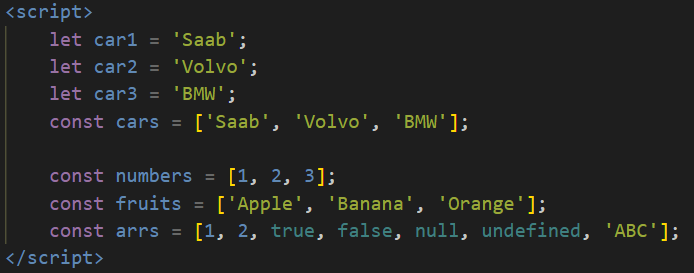 <script>
let car1 = 'Saab';
let car2 = 'Volvo';
let car3 = 'BMW';
const cars = ['Saab', 'Volvo', 'BMW'];
const numbers = [1, 2, 3];
const fruits = ['Apple', 'Banana', 'Orange'];
const arrs = [1, 2, true, false, null, undefined, 'ABC'];
</script>